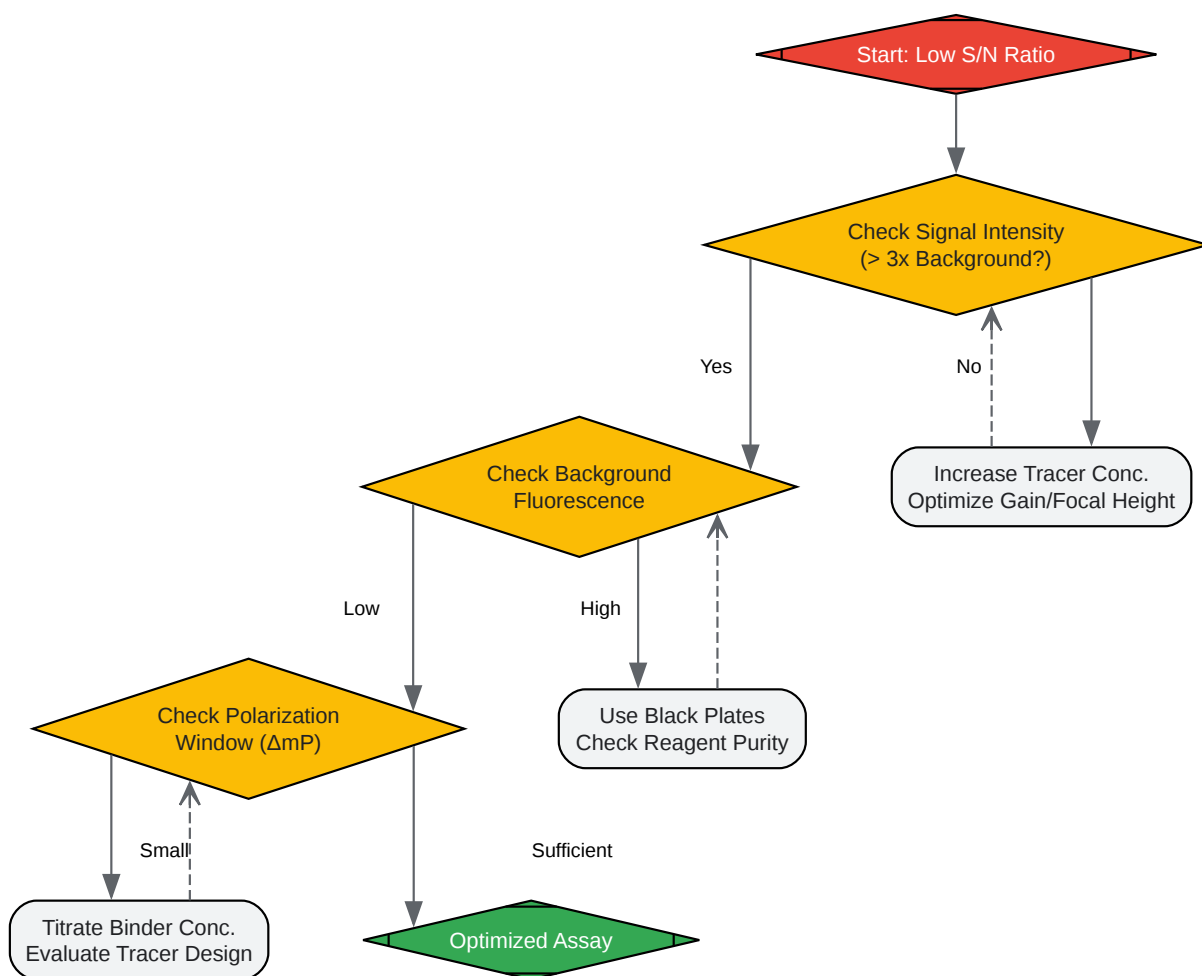 Start: Low S/N Ratio
Check Signal Intensity
(> 3x Background?)
Yes
No
Check Background
Fluorescence
Increase Tracer Conc.
Optimize Gain/Focal Height
Low
High
Check Polarization
Window (ΔmP)
Use Black Plates
Check Reagent Purity
Small
Sufficient
Titrate Binder Conc.
Evaluate Tracer Design
Optimized Assay